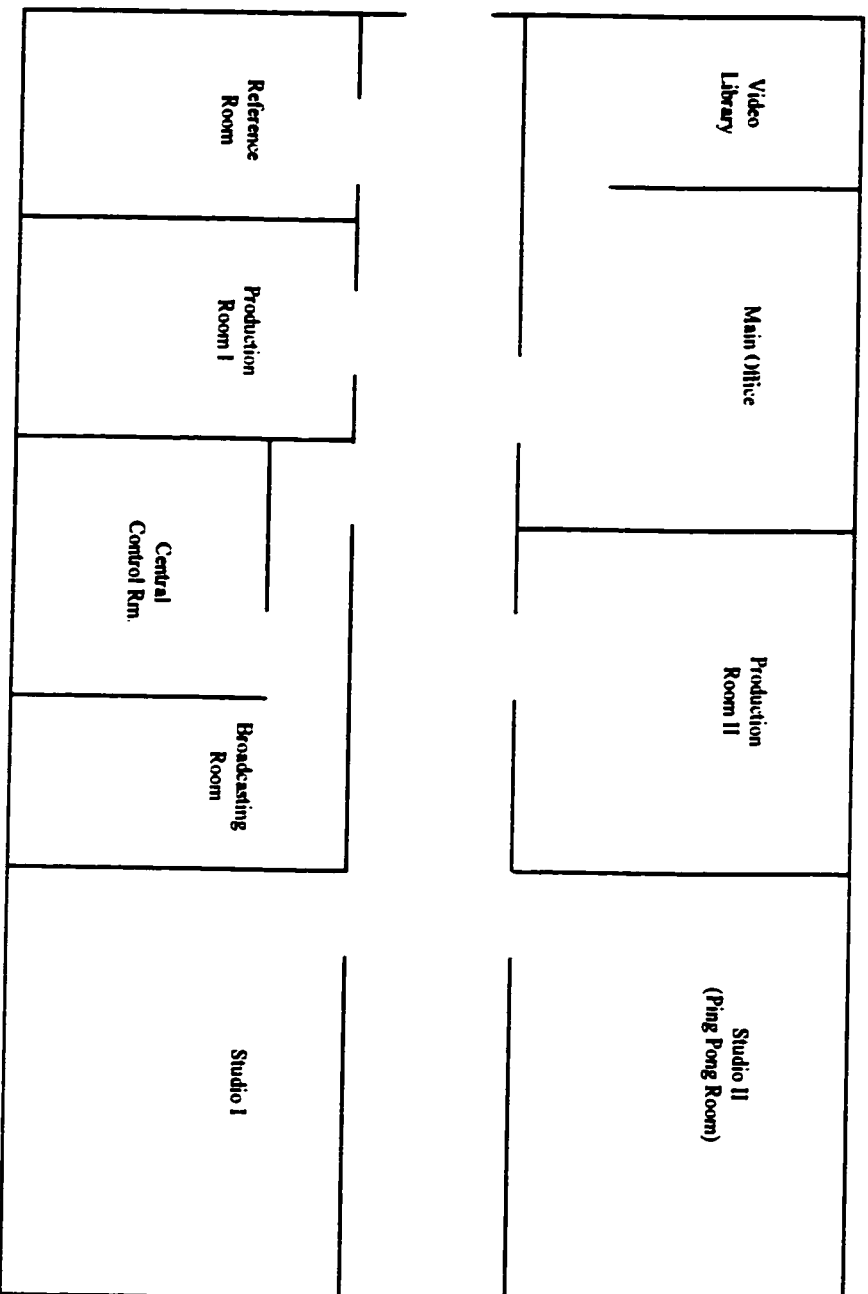 Video
Library
Main Office
Production
Room II
Studio II
(Ping Pong Room)
Reference
Room
Production
Room I
Central
Control Rm.
Broadcasting
Room
Studio I